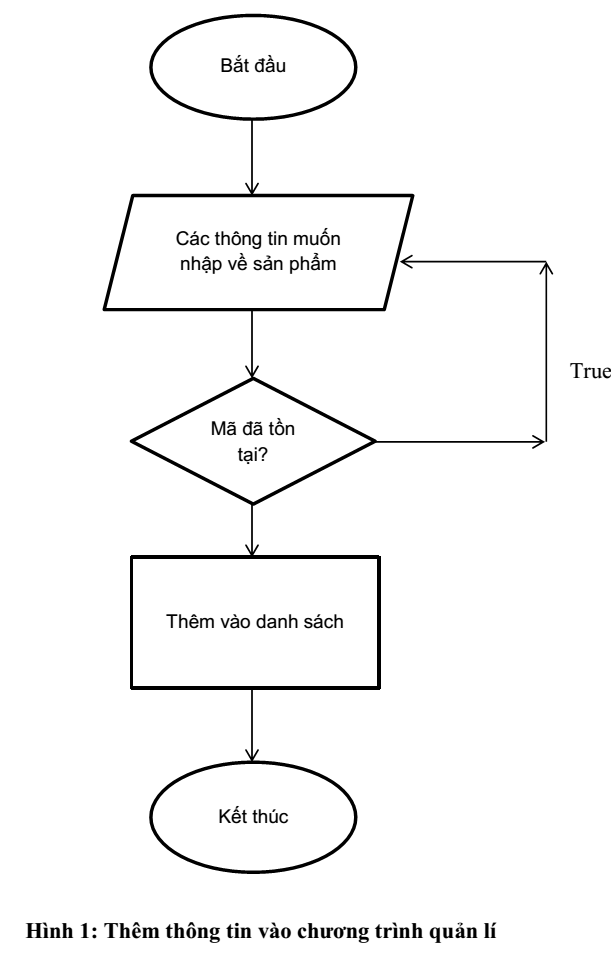 Bắt đầu
Các thông tin muốn
nhập về sản phẩm
True
Mã đã tồn
tại?
Thêm vào danh sách
Kết thúc
Hình 1: Thêm thông tin vào chương trình quản lí